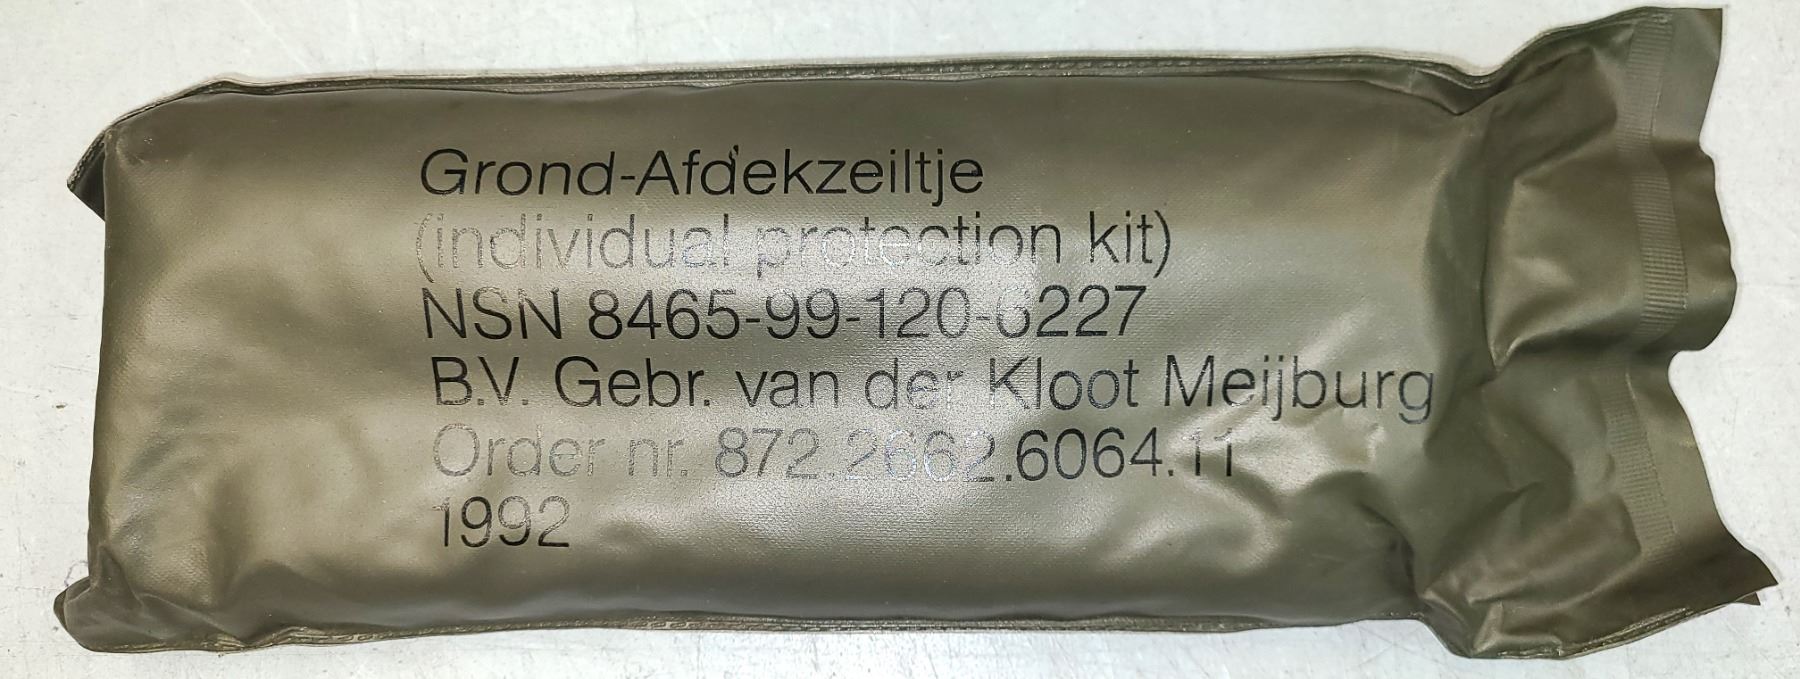 Grond-Afdekzeiltje
(individual protection kit)
NSN 8465-99-120-6227
B.V. Gebr. van der Kloot Meijburg
Order nr. 872.2662.6064.11
1992